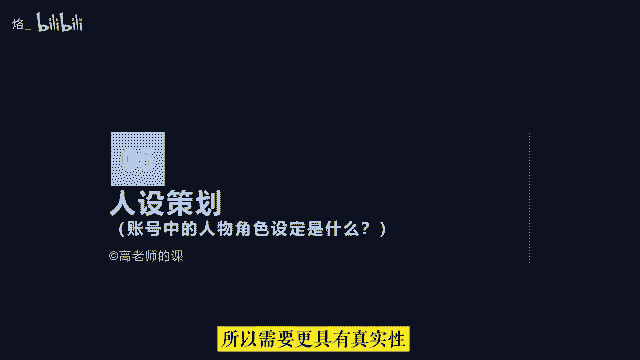 烙_ bilibili
人设策划
（账号中的人物角色设定是什么？）
©高老师的课
所以需要更具有真实性